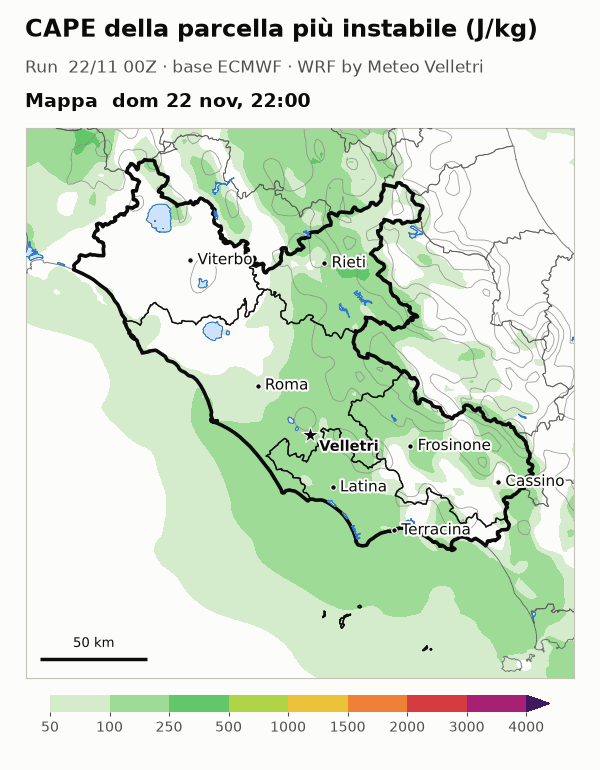 CAPE della parcella più instabile (J/kg)
Run  22/11 00Z · base ECMWF · WRF by Meteo Velletri
Mappa  dom 22 nov, 22:00
Viterbo
Rieti
Roma
Velletri
Frosinone
Cassino
Latina
Terracina
50 km
50 100 250 500 1000 1500 2000 3000 4000